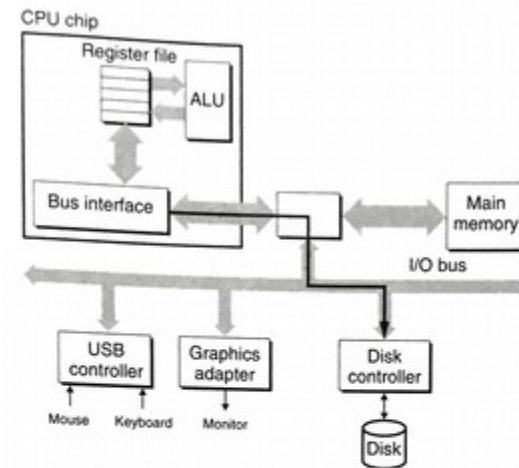 CPU chip
Register file
ALU
Bus interface
Main
memory
I/O bus
USB
controller
Graphics
adapter
Disk
controller
Mouse
Keyboard
Monitor
Disk